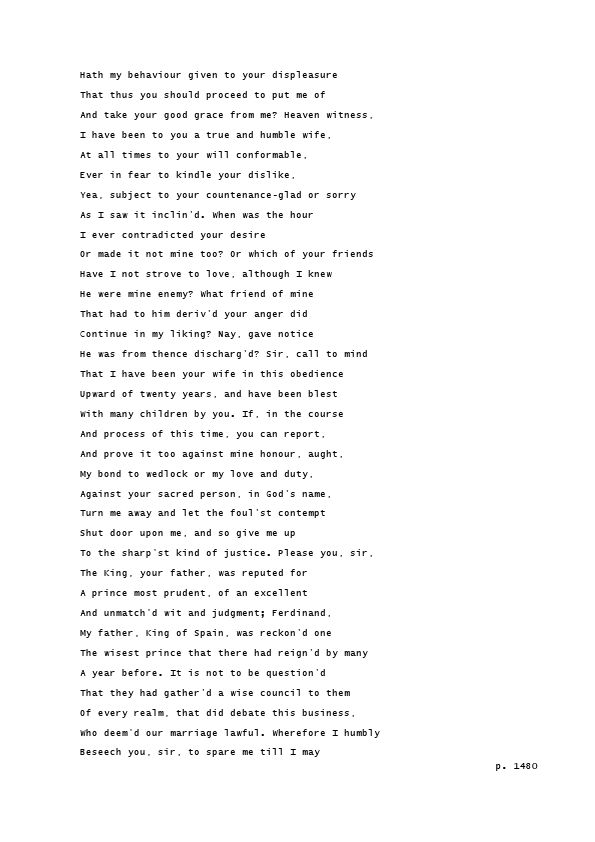 Hath my behaviour given to your displeasure
That thus you should proceed to put me of
And take your good grace from me? Heaven witness,
I have been to you a true and humble wife,
At all times to your will conformable,
Ever in fear to kindle your dislike,
Yea, subject to your countenance-glad or sorry
As I saw it inclin'd. When was the hour
I ever contradicted your desire
Or made it not mine too? Or which of your friends
Have I not strove to love, although I knew
He were mine enemy? What friend of mine
That had to him deriv'd your anger did
Continue in my liking? Nay, gave notice
He was from thence discharg'd? Sir, call to mind
That I have been your wife in this obedience
Upward of twenty years, and have been blest
With many children by you. If, in the course
And process of this time, you can report,
And prove it too against mine honour, aught,
My bond to wedlock or my love and duty,
Against your sacred person, in God's name,
Turn me away and let the foul'st contempt
Shut door upon me, and so give me up
To the sharp'st kind of justice. Please you, sir,
The King, your father, was reputed for
A prince most prudent, of an excellent
And unmatch'd wit and judgment; Ferdinand,
My father, King of Spain, was reckon'd one
The wisest prince that there had reign'd by many
A year before. It is not to be question'd
That they had gather'd a wise council to them
Of every realm, that did debate this business,
Who deem'd our marriage lawful. Wherefore I humbly
Beseech you, sir, to spare me till I may
p. 1480